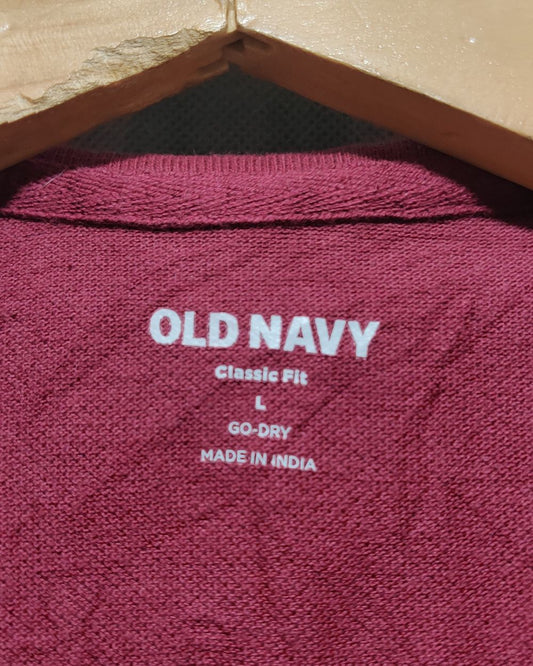 OLD NAVY
Classic Fit
L
GO-DRY
MADE IN INDIA